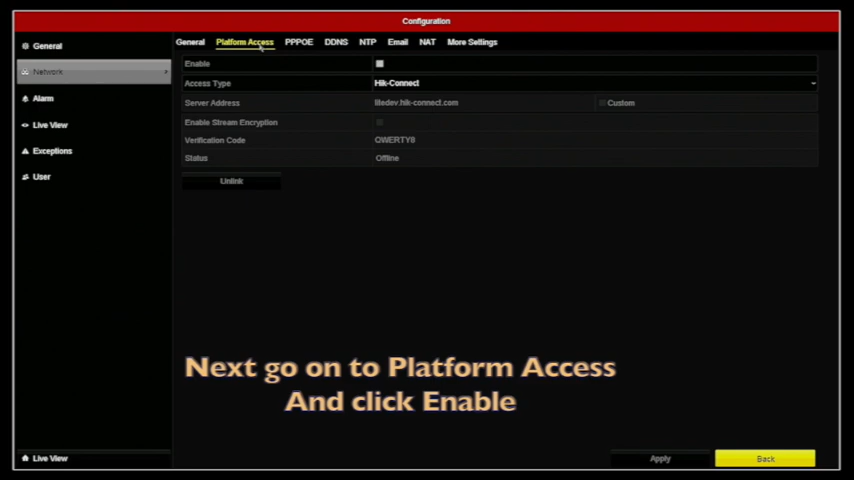 Configuration
General
Network
Alarm
Live View
Exceptions
User
Live View
General Platform Access PPPOE DDNS NTP Email NAT More Settings
Enable
Access Type Hik-Connect
Server Address litedev.hik-connect.com Custom
Enable Stream Encryption
Verification Code QWERTY8
Status Offline
Unlink
Next go on to Platform Access
And click Enable
Apply Back